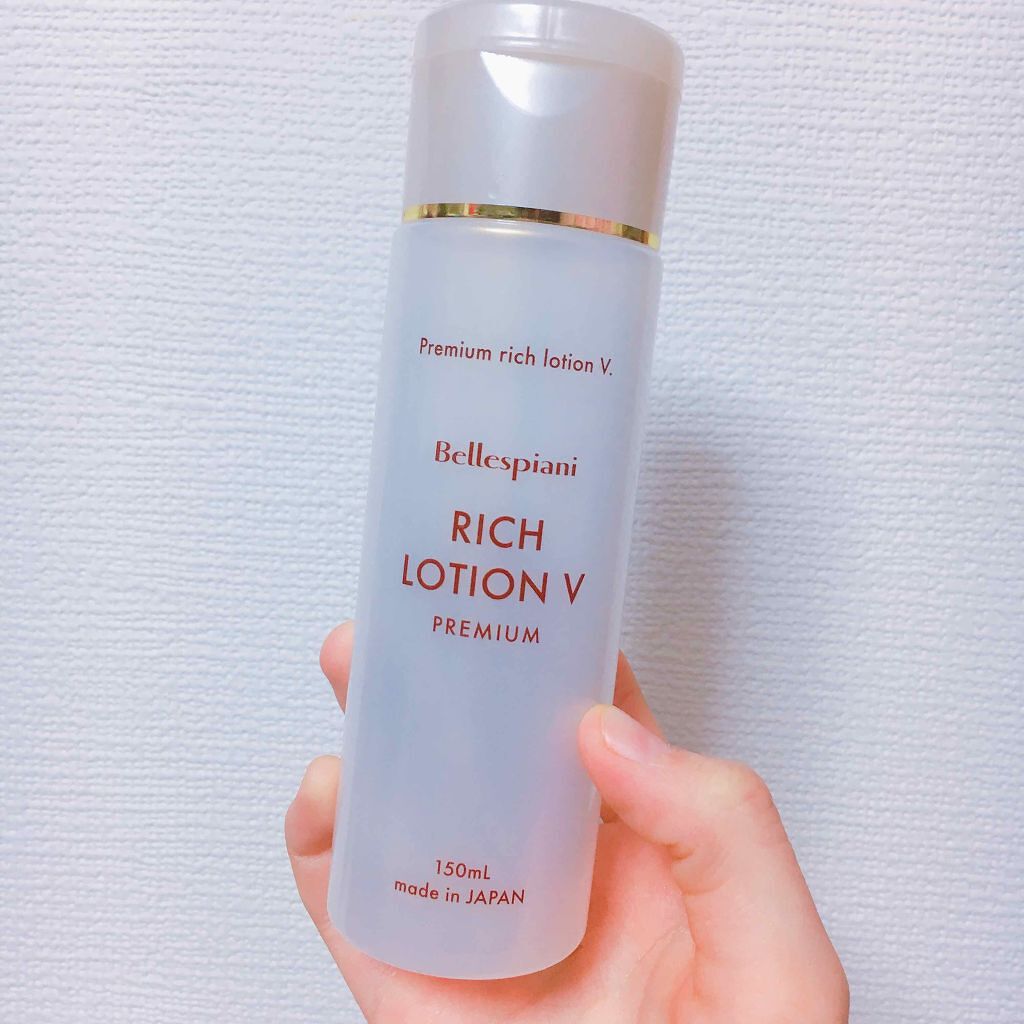 Premium rich lotion V.
Bellespiani
RICH
LOTION V
PREMIUM
150mL
made in JAPAN